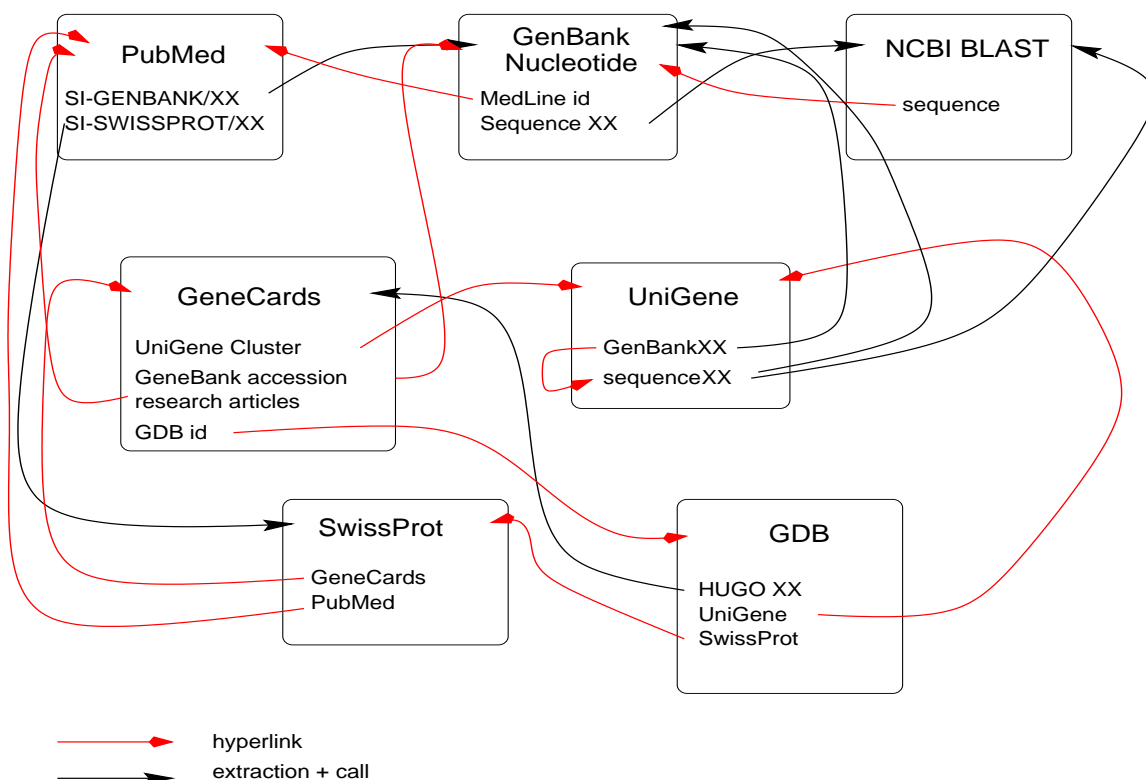 PubMed
SI-GENBANK/XX
SI-SWISSPROT/XX
GenBank
Nucleotide
MedLine id
Sequence XX
NCBI BLAST
sequence
GeneCards
UniGene Cluster
GeneBank accession
research articles
GDB id
UniGene
GenBankXX
sequenceXX
SwissProt
GeneCards
PubMed
GDB
HUGO XX
UniGene
SwissProt
hyperlink
extraction + call